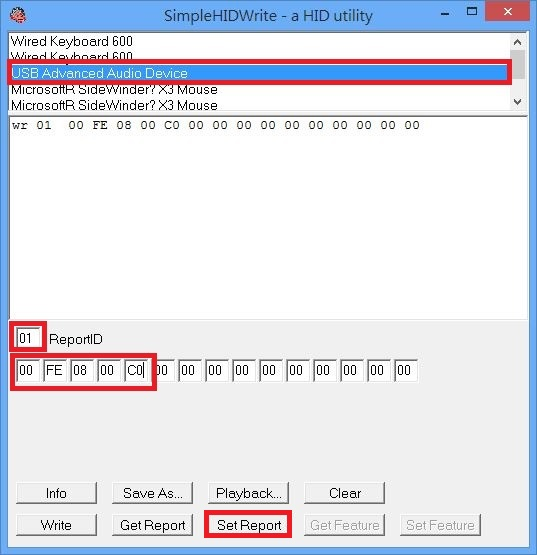 SimpleHIDWrite - a HID utility
Wired Keyboard 600
Wired Keyboard 600
USB Advanced Audio Device
MicrosoftR SideWinder? X3 Mouse
MicrosoftR SideWinder? X3 Mouse
wr 01 00 FE 08 00 C0 00 00 00 00 00 00 00 00 00 00
01 ReportID
00 FE 08 00 C0 00 00 00 00 00 00 00 00 00 00
Info Save As... Playback... Clear
Write Get Report Set Report Get Feature Set Feature